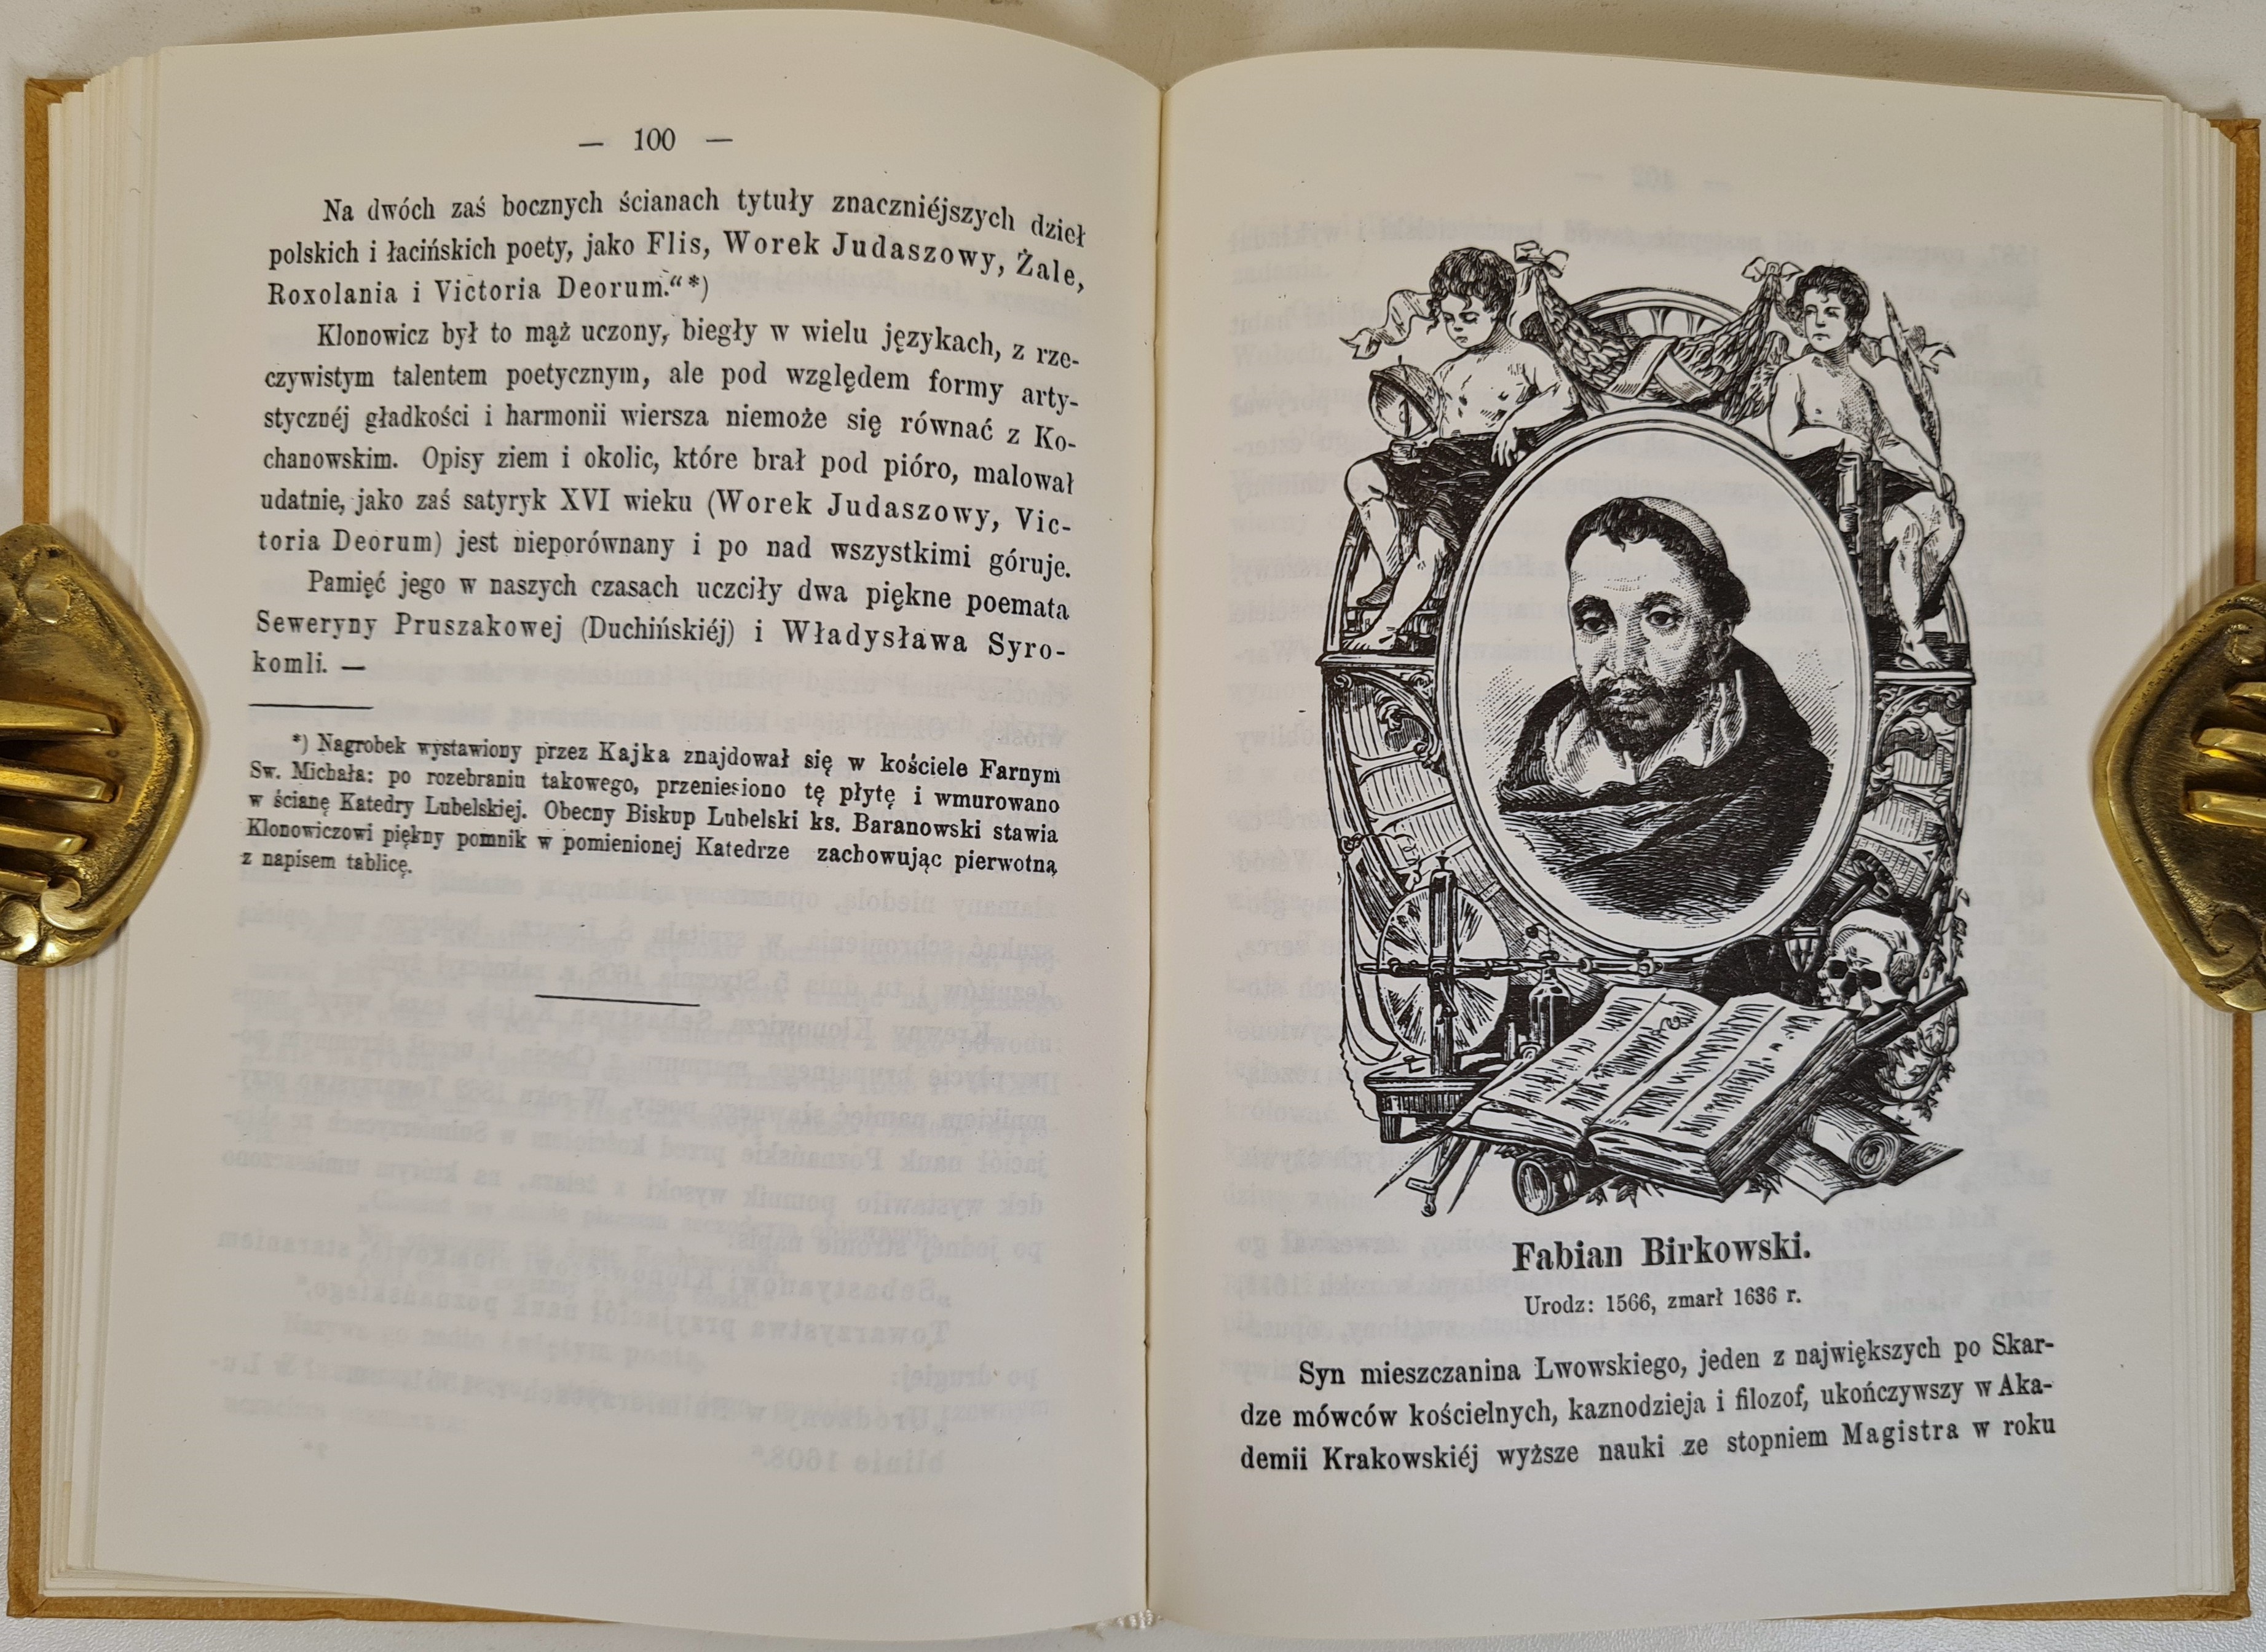 — 100 —
Na dwóch zaś bocznych ścianach tytuły znaczniéjszych dzieł
polskich i łacińskich poety, jako Flis, Worek Judaszowy, Żale,
Roxolania i Victoria Deorum.“*)
Klonowicz był to mąż uczony, biegły w wielu językach, z rze-
czywistym talentem poetycznym, ale pod względem formy arty-
stycznéj gładkości i harmonii wiersza niemoże się równać z Ko-
chanowskim. Opisy ziem i okolic, które brał pod pióro, malował
udatnie, jako zaś satyryk XVI wieku (Worek Judaszowy, Vic-
toria Deorum) jest nieporównany i po nad wszystkimi góruje.
Pamięć jego w naszych czasach uczciły dwa piękne poemata
Seweryny Pruszakowej (Duchińskiéj) i Władysława Syro-
komli. —
*) Nagrobek wystawiony przez Kajka znajdował się w kościele Farnym
Sw. Michała: po rozebraniu takowego, przeniesiono tę płytę i wmurowano
w ścianę Katedry Lubelskiej. Obecny Biskup Lubelski ks. Baranowski stawia
Klonowiczowi piękny pomnik w pomienionej Katedrze zachowując pierwotną
z napisem tablicę.
Fabian Birkowski.
Urodz: 1566, zmarł 1636 r.
Syn mieszczanina Lwowskiego, jeden z największych po Skar-
dze mówców kościelnych, kaznodzieja i filozof, ukończywszy w Aka-
demii Krakowskiéj wyższe nauki ze stopniem Magistra w roku